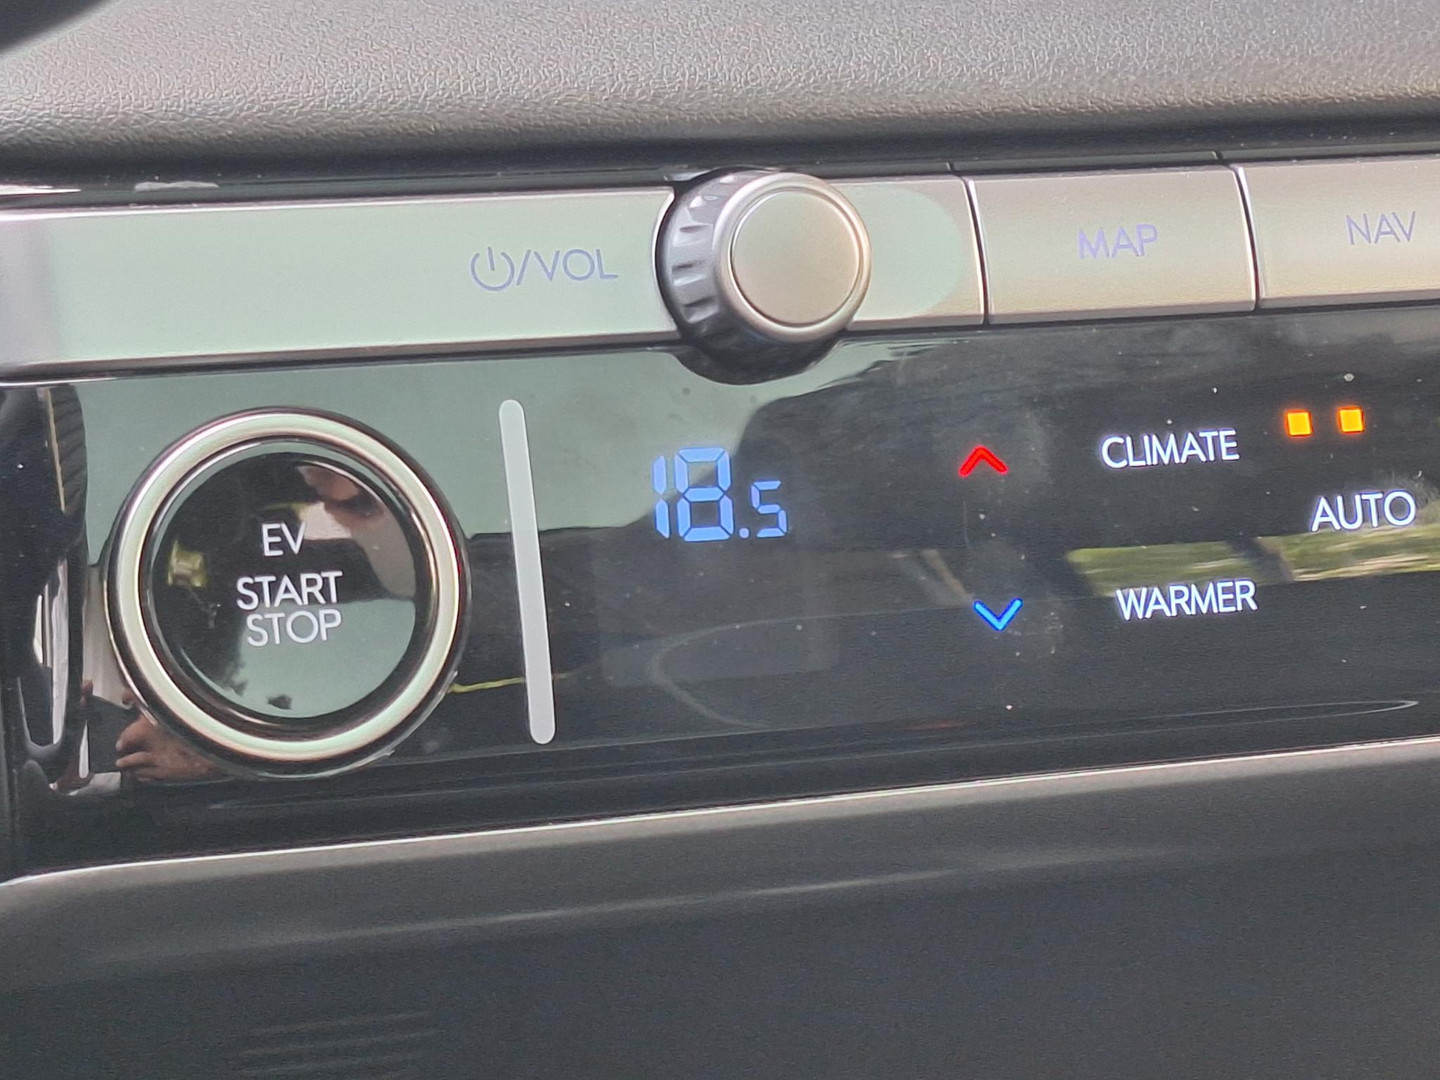 ⏻/VOL
MAP
NAV
EV
START
STOP
18.5
CLIMATE
AUTO
WARMER